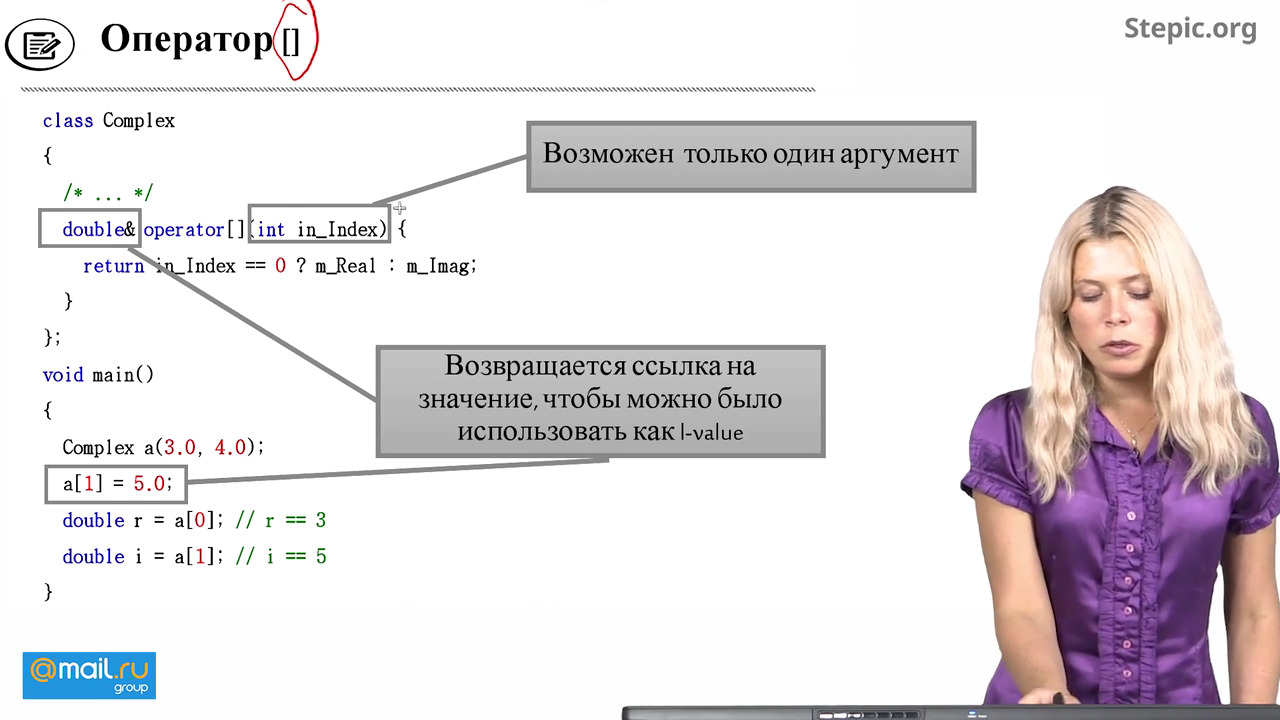 Оператор []
Stepic.org
class Complex
{
Возможен только один аргумент
/* ... */
double& operator[](int in_Index) {
return in_Index == 0 ? m_Real : m_Imag;
}
};
Возвращается ссылка на
значение, чтобы можно было
использовать как l-value
void main()
{
Complex a(3.0, 4.0);
a[1] = 5.0;
double r = a[0]; // r == 3
double i = a[1]; // i == 5
}
@mail.ru
group